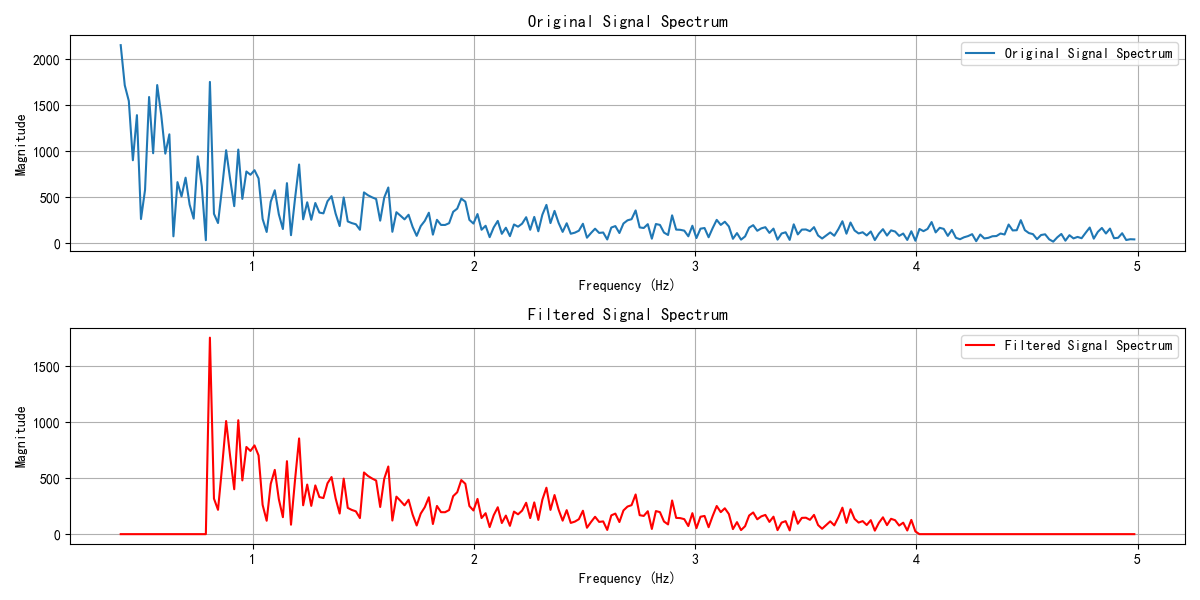 Original Signal Spectrum
Original Signal Spectrum
Magnitude
2000
1500
1000
500
0
1 2 3 4 5
Frequency (Hz)
Filtered Signal Spectrum
Filtered Signal Spectrum
Magnitude
1500
1000
500
0
1 2 3 4 5
Frequency (Hz)